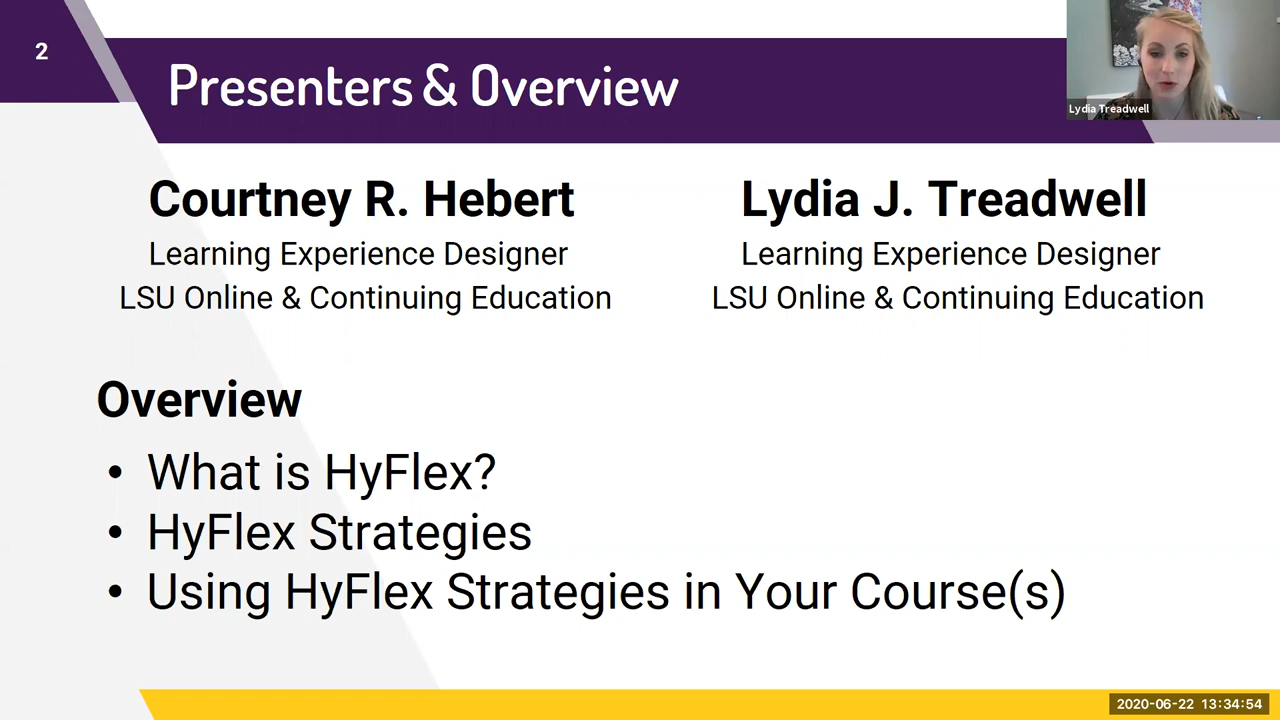 2
Presenters & Overview
Lydia Treadwell
Courtney R. Hebert
Learning Experience Designer
LSU Online & Continuing Education
Lydia J. Treadwell
Learning Experience Designer
LSU Online & Continuing Education
Overview
• What is HyFlex?
• HyFlex Strategies
• Using HyFlex Strategies in Your Course(s)
2020-06-22 13:34:54